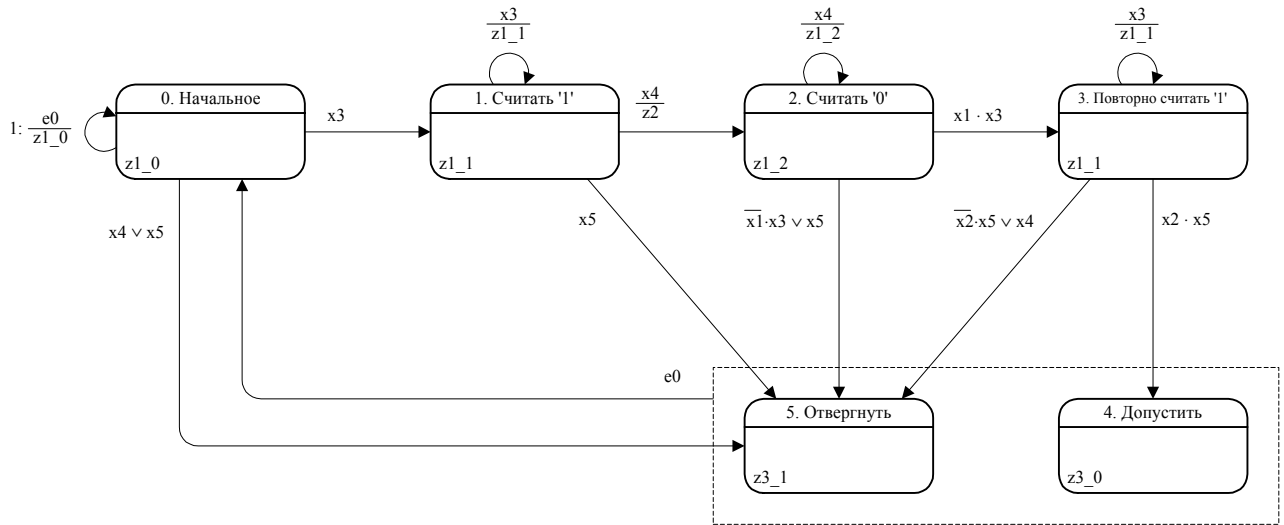 x3
z1_1
x4
z1_2
x3
z1_1
0. Начальное
1. Считать '1'
2. Считать '0'
3. Повторно считать '1'
1: e0
z1_0
x3
x4
z2
x1 · x3
z1_0
z1_1
z1_2
z1_1
x4 ∨ x5
x5
x̅1̅·x3 ∨ x5
x̅2̅·x5 ∨ x4
x2 · x5
e0
5. Отвергнуть
4. Допустить
z3_1
z3_0